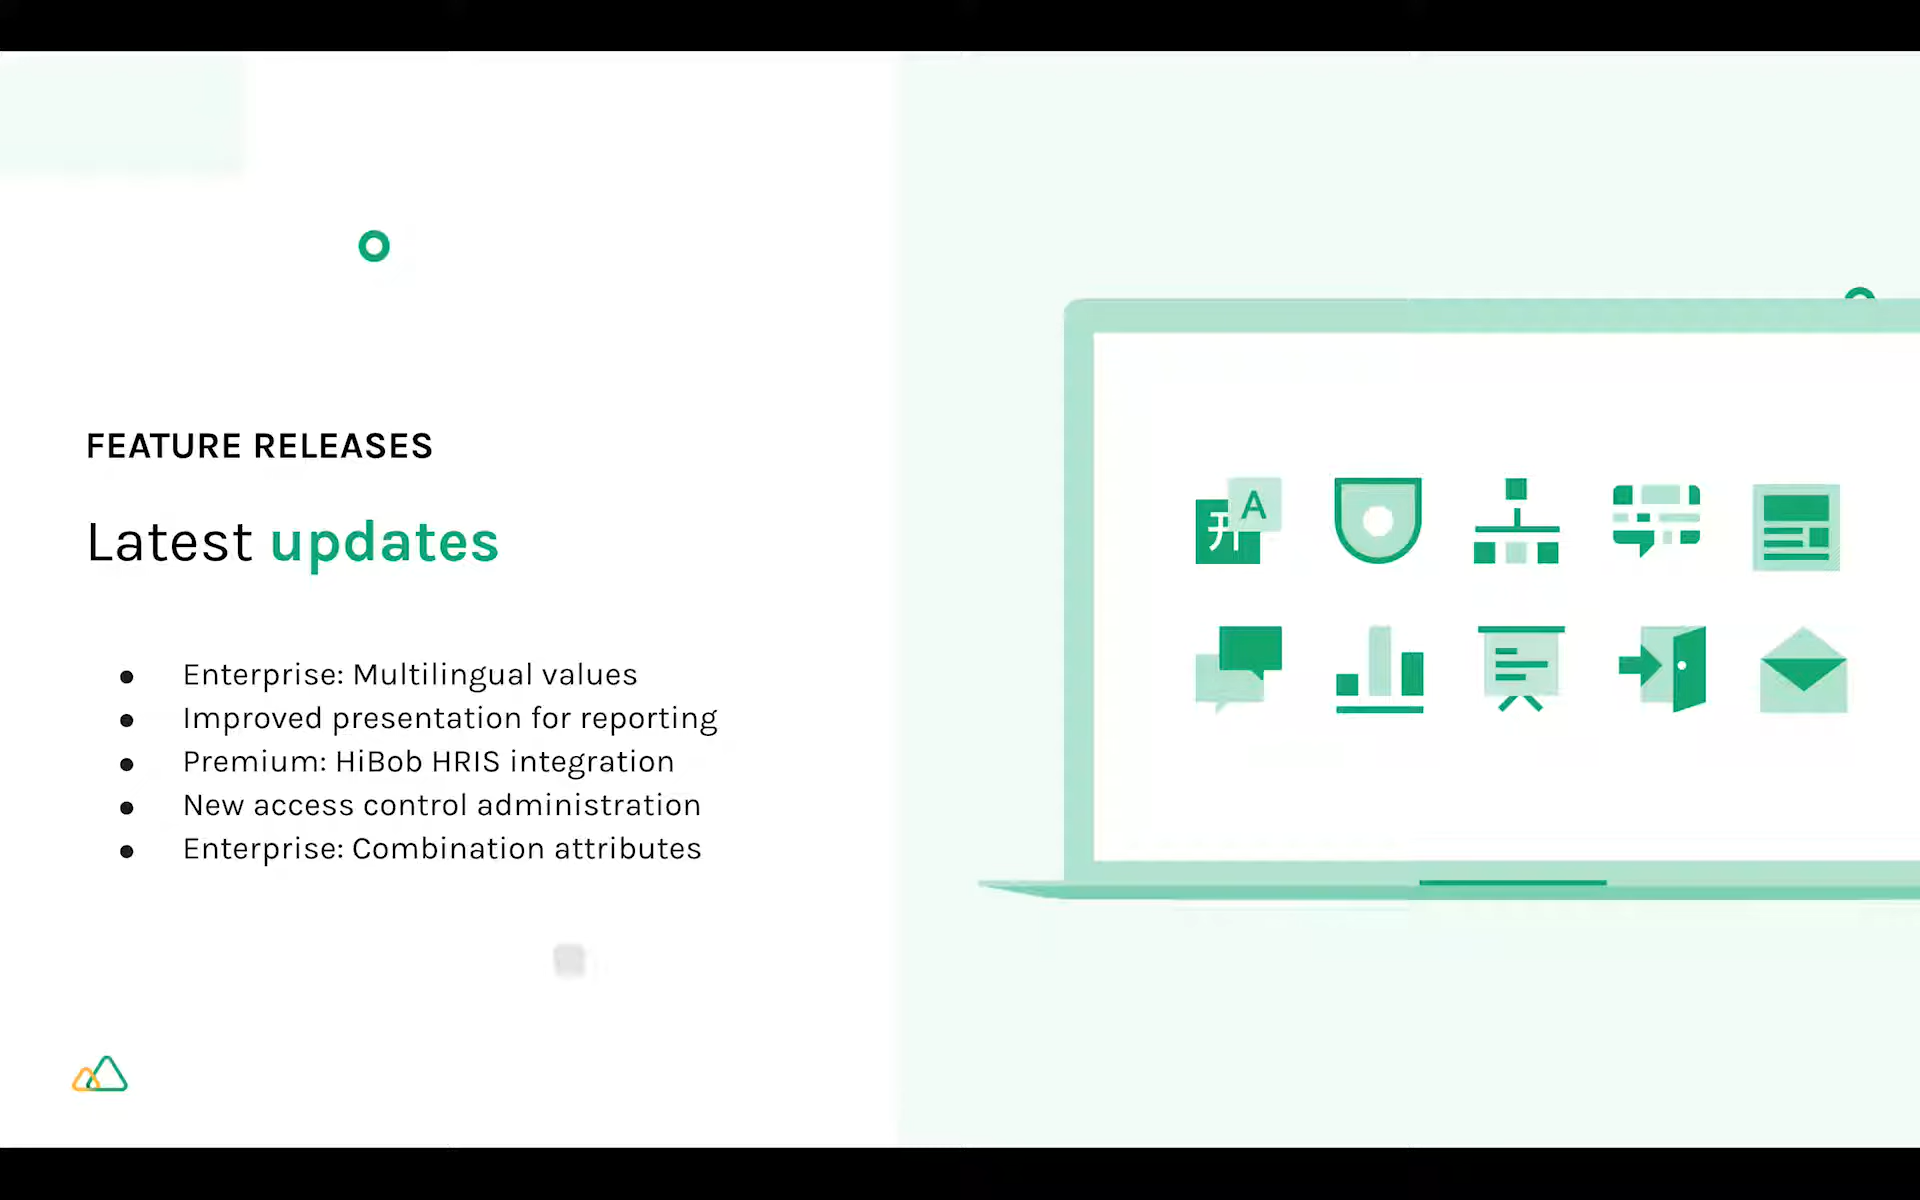 FEATURE RELEASES
Latest updates
● Enterprise: Multilingual values
● Improved presentation for reporting
● Premium: HiBob HRIS integration
● New access control administration
● Enterprise: Combination attributes
开 A